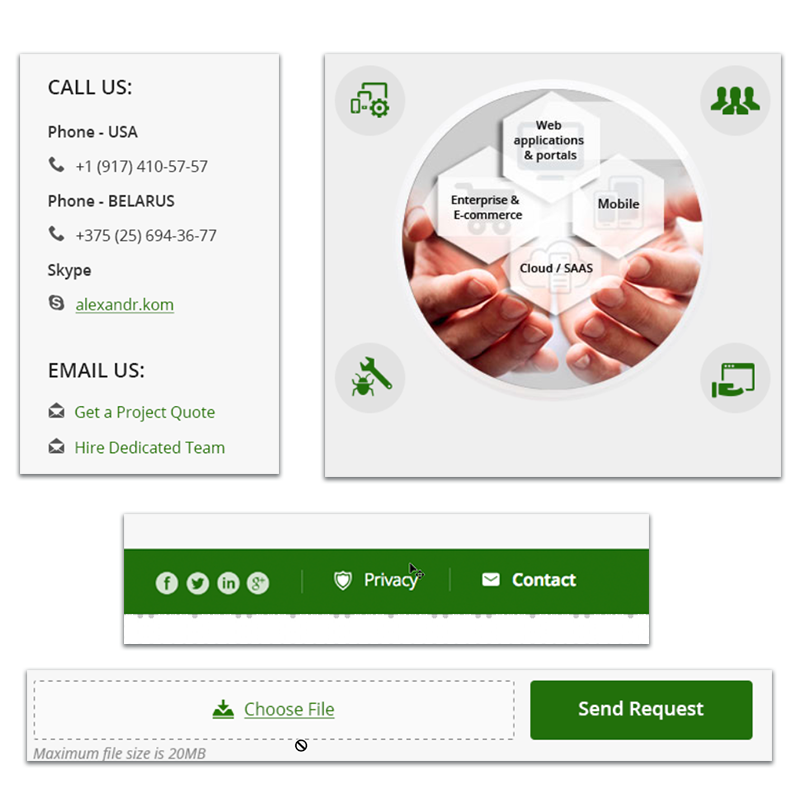 CALL US:
Phone - USA
+1 (917) 410-57-57
Phone - BELARUS
+375 (25) 694-36-77
Skype
alexandr.kom
EMAIL US:
Get a Project Quote
Hire Dedicated Team
Web
applications
& portals
Enterprise &
E-commerce
Mobile
Cloud / SAAS
Privacy
Contact
Choose File
Send Request
Maximum file size is 20MB